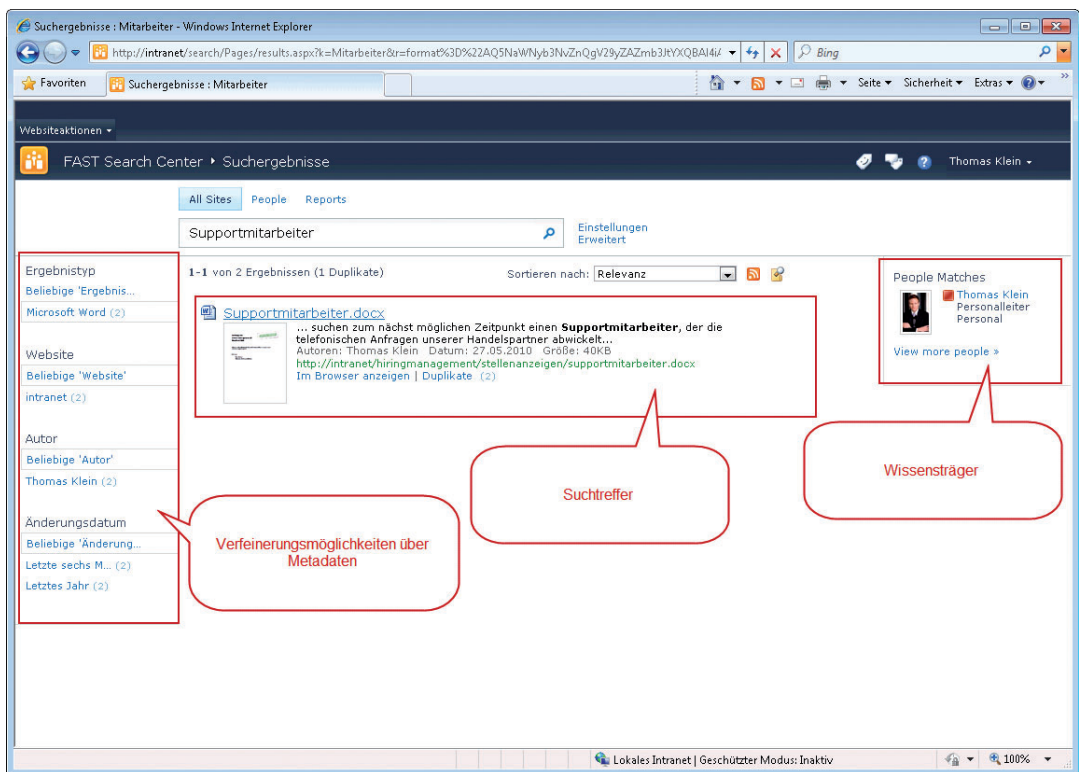 Suchergebnisse : Mitarbeiter - Windows Internet Explorer
http://intranet/search/Pages/results.aspx?k=Mitarbeiter&r=format%3D%22AQ5NaWNyb3NvZnQgV29yZAZmb3JtYXQBAl4i/
Bing
Favoriten
Suchergebnisse : Mitarbeiter
Seite
Sicherheit
Extras
»
Websiteaktionen
FAST Search Center
Suchergebnisse
Thomas Klein
All Sites People Reports
Supportmitarbeiter
Einstellungen
Erweitert
Ergebnistyp
Beliebige 'Ergebnis...
Microsoft Word (2)
Website
Beliebige 'Website'
intranet (2)
Autor
Beliebige 'Autor'
Thomas Klein (2)
Änderungsdatum
Beliebige 'Änderung...
Letzte sechs M... (2)
Letztes Jahr (2)
1-1 von 2 Ergebnissen (1 Duplikate)
Sortieren nach: Relevanz
Supportmitarbeiter.docx
... suchen zum nächst möglichen Zeitpunkt einen Supportmitarbeiter, der die
telefonischen Anfragen unserer Handelspartner abwickelt...
Autoren: Thomas Klein Datum: 27.05.2010 Größe: 40KB
http://intranet/hiringmanagement/stellenanzeigen/supportmitarbeiter.docx
Im Browser anzeigen | Duplikate (2)
People Matches
Thomas Klein
Personalleiter
Personal
View more people »
Verfeinerungsmöglichkeiten über
Metadaten
Suchtreffer
Wissensträger
Lokales Intranet | Geschützter Modus: Inaktiv
100%